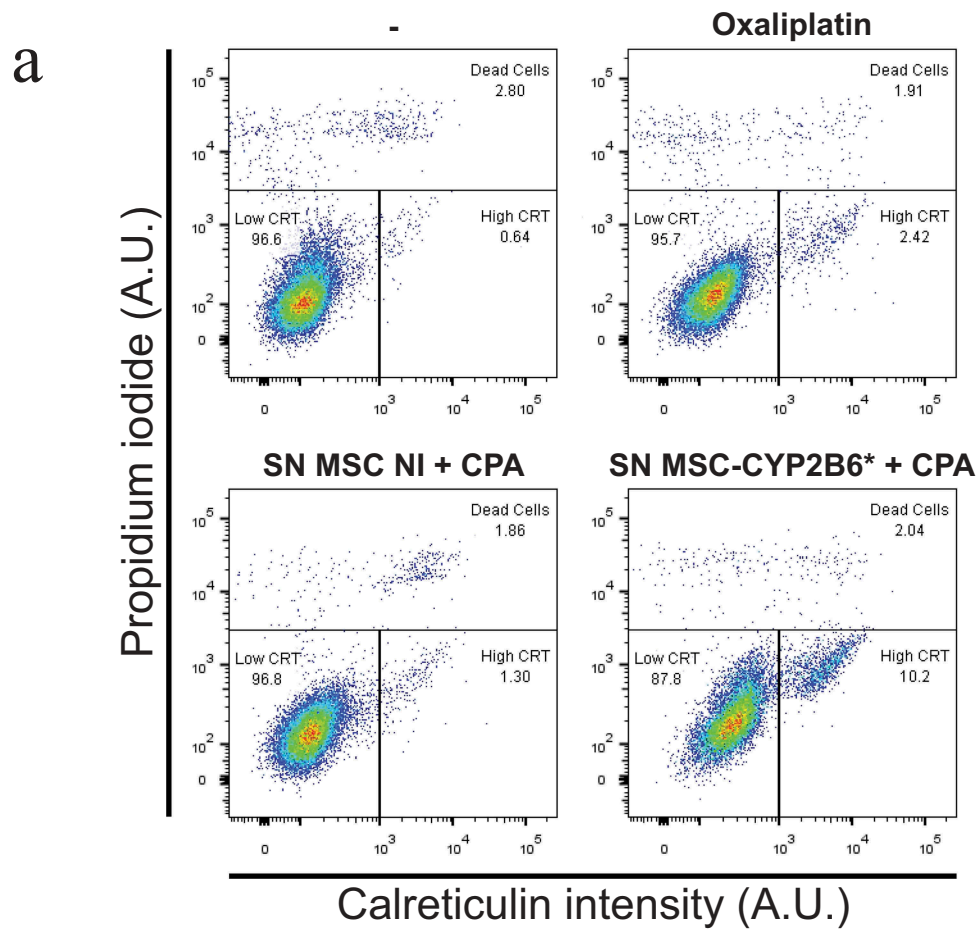 a
-
Oxaliplatin
10^5
10^4
10^3
10^2
0
Dead Cells
2.80
Low CRT
96.6
High CRT
0.64
0
10^3
10^4
10^5
10^5
10^4
10^3
10^2
0
Dead Cells
1.91
Low CRT
95.7
High CRT
2.42
0
10^3
10^4
10^5
SN MSC NI + CPA
SN MSC-CYP2B6* + CPA
10^5
10^4
10^3
10^2
0
Dead Cells
1.86
Low CRT
96.8
High CRT
1.30
0
10^3
10^4
10^5
10^5
10^4
10^3
10^2
0
Dead Cells
2.04
Low CRT
87.8
High CRT
10.2
0
10^3
10^4
10^5
Propidium iodide (A.U.)
Calreticulin intensity (A.U.)